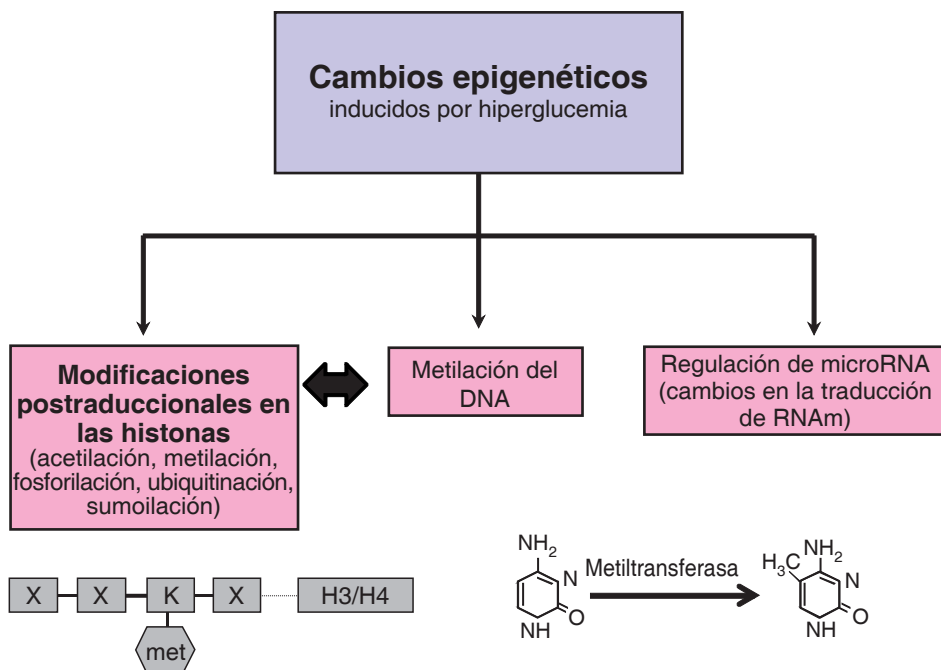 Cambios epigenéticos
inducidos por hiperglucemia
Modificaciones
postraduccionales en
las histonas
(acetilación, metilación,
fosforilación, ubiquitinación,
sumoilación)
Metilación del
DNA
Regulación de microRNA
(cambios en la traducción
de RNAm)
X X K X H3/H4
met
NH2
N
O
NH
Metiltransferasa
H3C NH2
N
O
NH